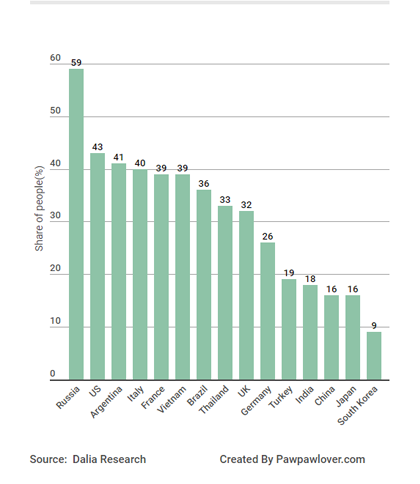 60
50
40
30
20
10
0
Share of people(%)
59
43
41
40
39
39
36
33
32
26
19
18
16
16
9
Russia
US
Argentina
Italy
France
Vietnam
Brazil
Thailand
UK
Germany
Turkey
India
China
Japan
South Korea
Source: Dalia Research
Created By Pawpawlover.com